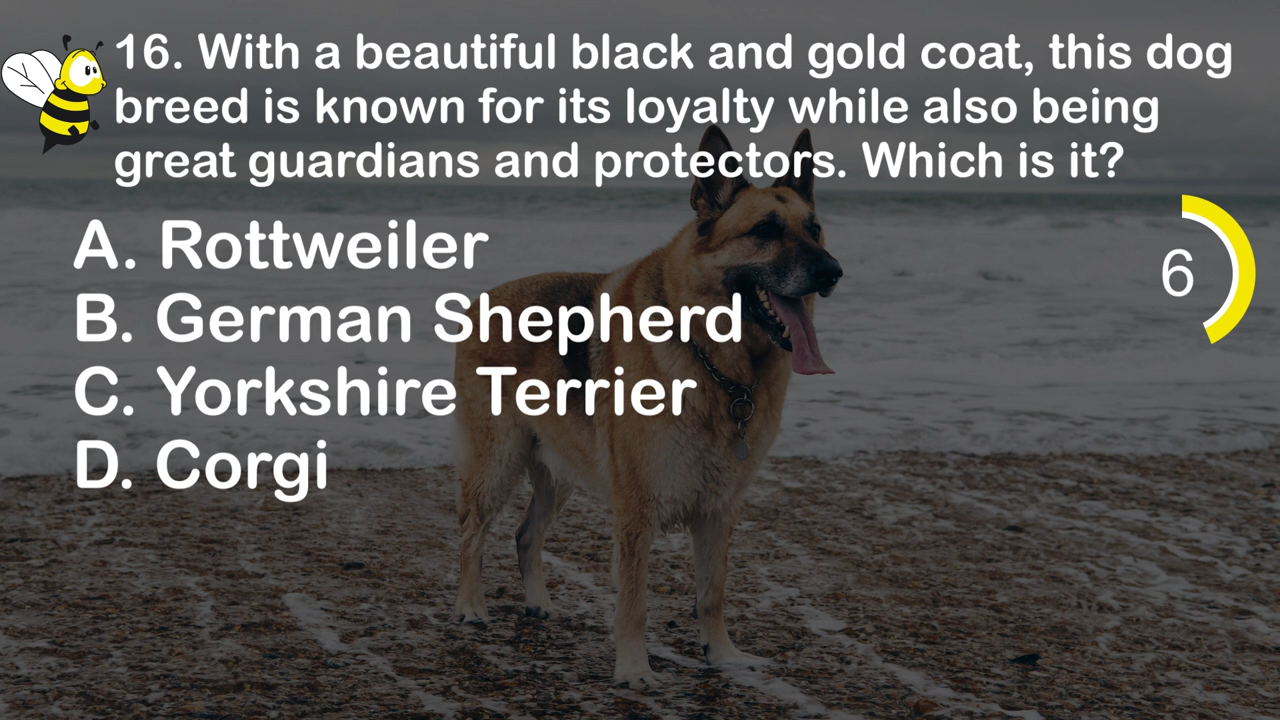 16. With a beautiful black and gold coat, this dog
breed is known for its loyalty while also being
great guardians and protectors. Which is it?
A. Rottweiler
B. German Shepherd
C. Yorkshire Terrier
D. Corgi
6